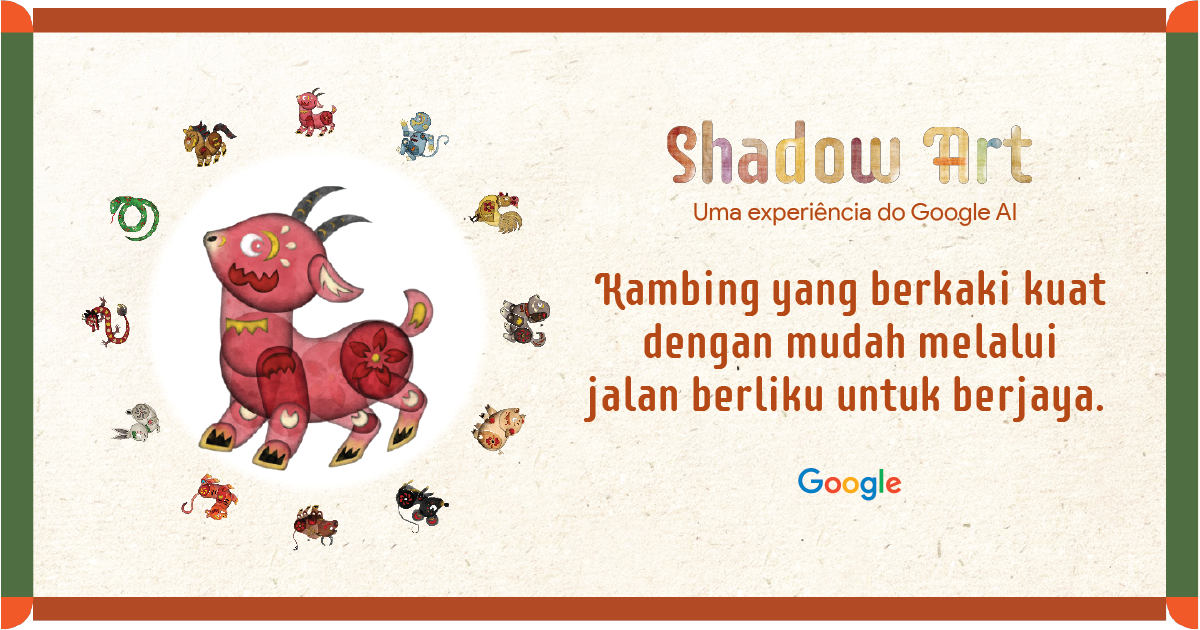 Shadow Art
Uma experiência do Google AI
Kambing yang berkaki kuat
dengan mudah melalui
jalan berliku untuk berjaya.
Google